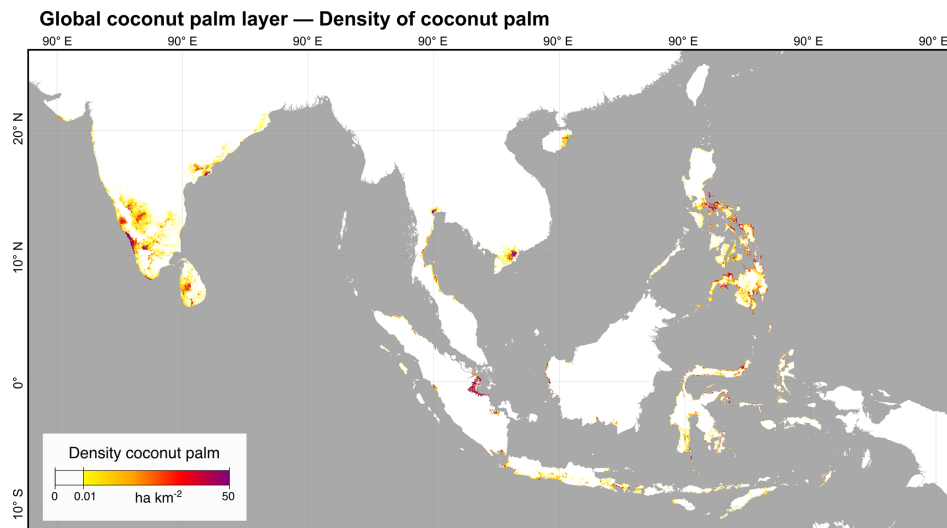 Global coconut palm layer — Density of coconut palm
90° E 90° E 90° E 90° E 90° E 90° E 90° E 90° E
20° N
10° N
0°
10° S
Density coconut palm
0 0.01 ha km-2 50